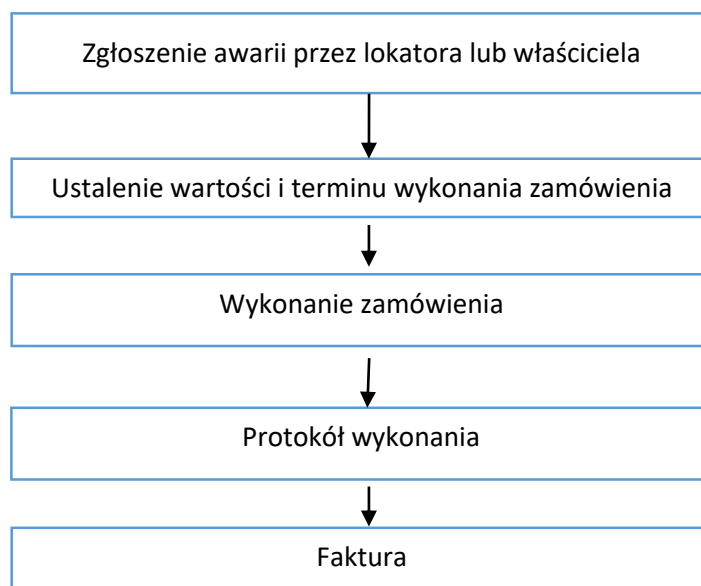 Zgłoszenie awarii przez lokatora lub właściciela
Ustalenie wartości i terminu wykonania zamówienia
Wykonanie zamówienia
Protokół wykonania
Faktura